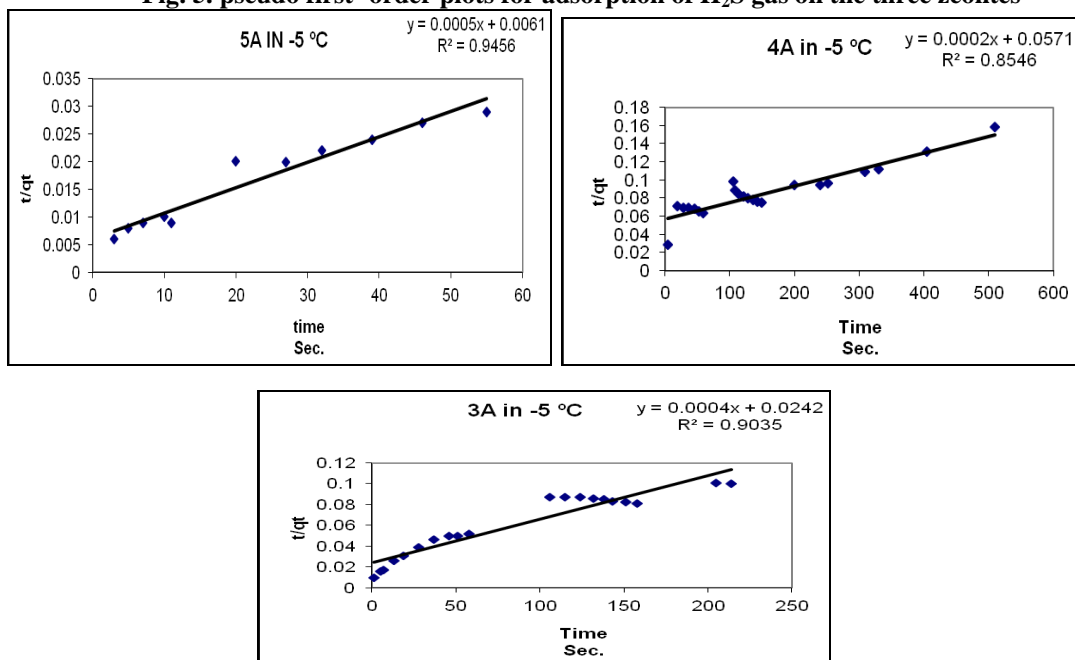 Fig. 5. pseudo first- order plots for adsorption of H₂S gas on the three zeolites
5A IN -5 ºC
y = 0.0005x + 0.0061
R² = 0.9456
0.035
0.03
0.025
0.02
0.015
0.01
0.005
0
t/qt
0 20 40 60
time
Sec.
4A in -5 ºC
y = 0.0002x + 0.0571
R² = 0.8546
0.18
0.16
0.14
0.12
0.1
0.08
0.06
0.04
0.02
0
t/qt
0 100 200 300 400 500 600
Time
Sec.
3A in -5 ºC
y = 0.0004x + 0.0242
R² = 0.9035
0.12
0.1
0.08
0.06
0.04
0.02
0
t/qt
0 50 100 150 200 250
Time
Sec.